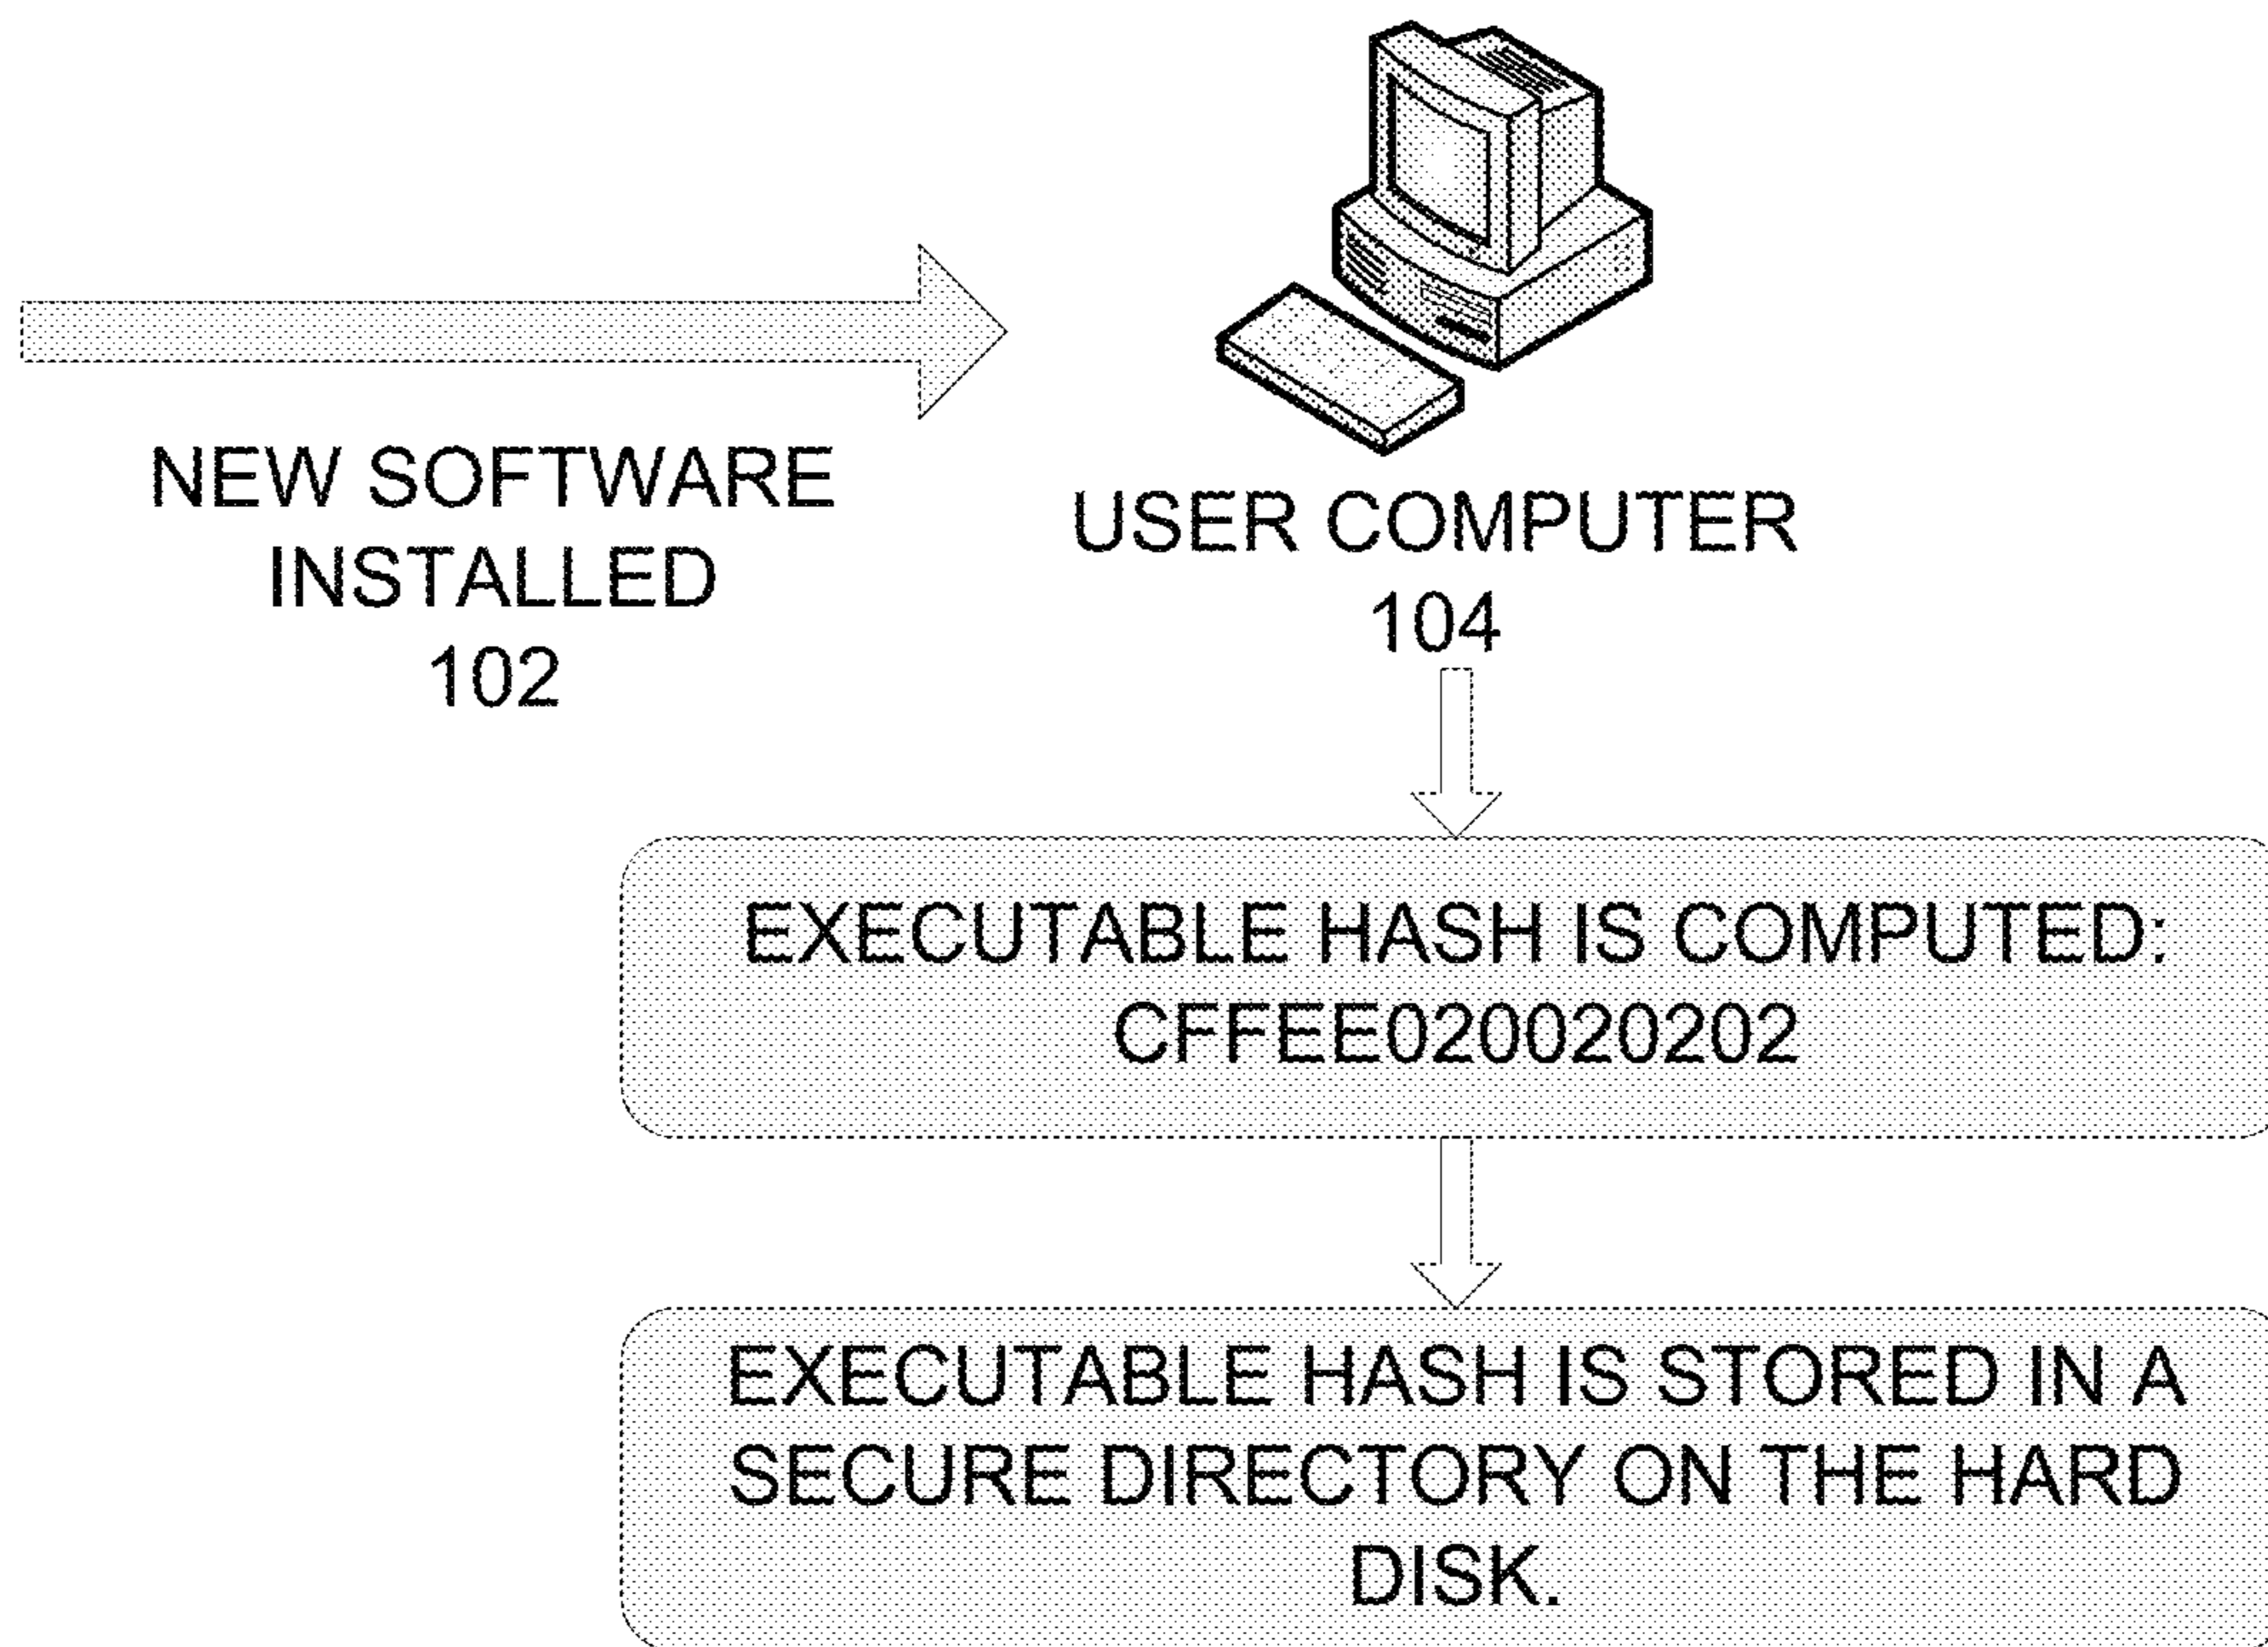 NEW SOFTWARE
INSTALLED
102
USER COMPUTER
104
EXECUTABLE HASH IS COMPUTED:
CFFEE020020202
EXECUTABLE HASH IS STORED IN A
SECURE DIRECTORY ON THE HARD
DISK.